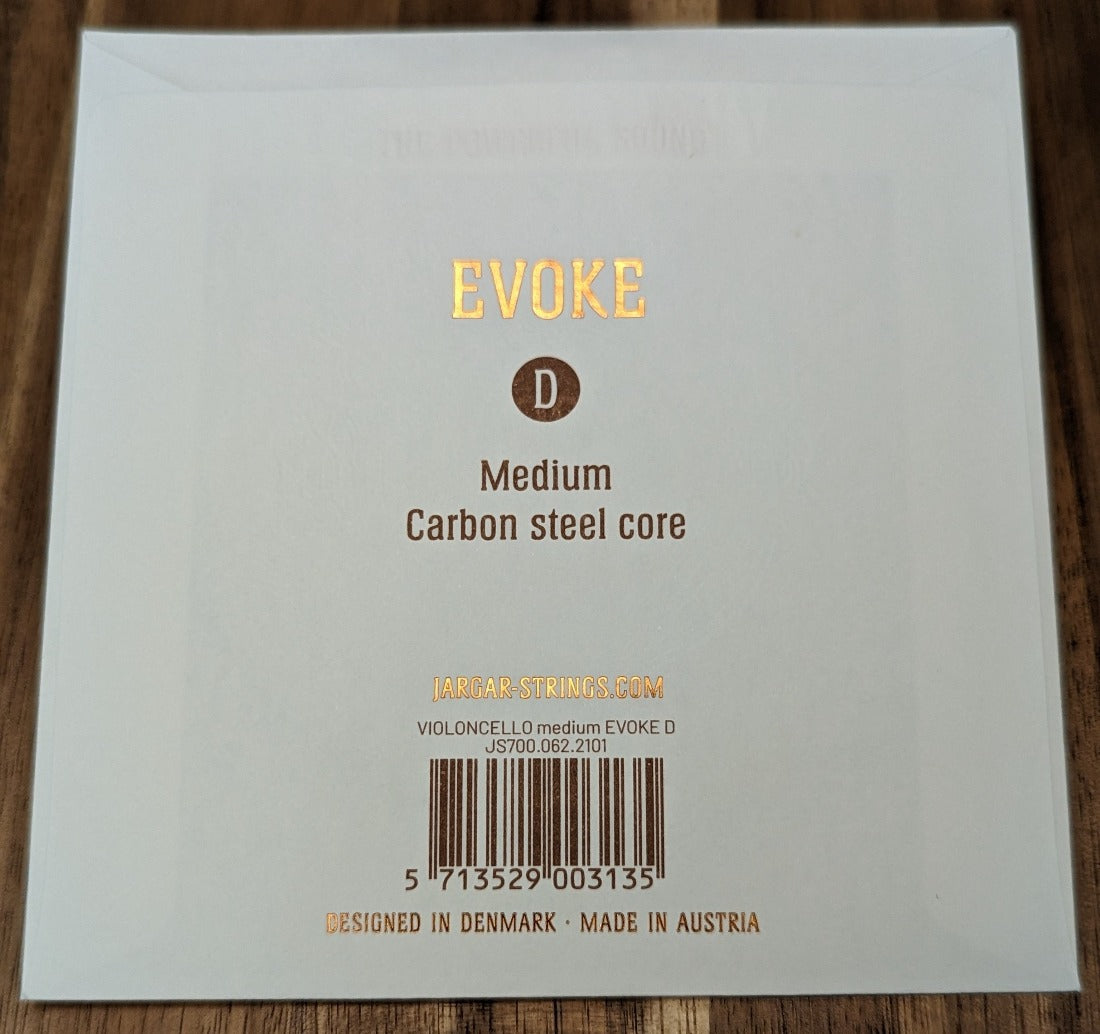 EVOKE
D
Medium
Carbon steel core
JARGAR-STRINGS.COM
VIOLONCELLO medium EVOKE D
JS700.062.2101
5 713529 003135
DESIGNED IN DENMARK · MADE IN AUSTRIA